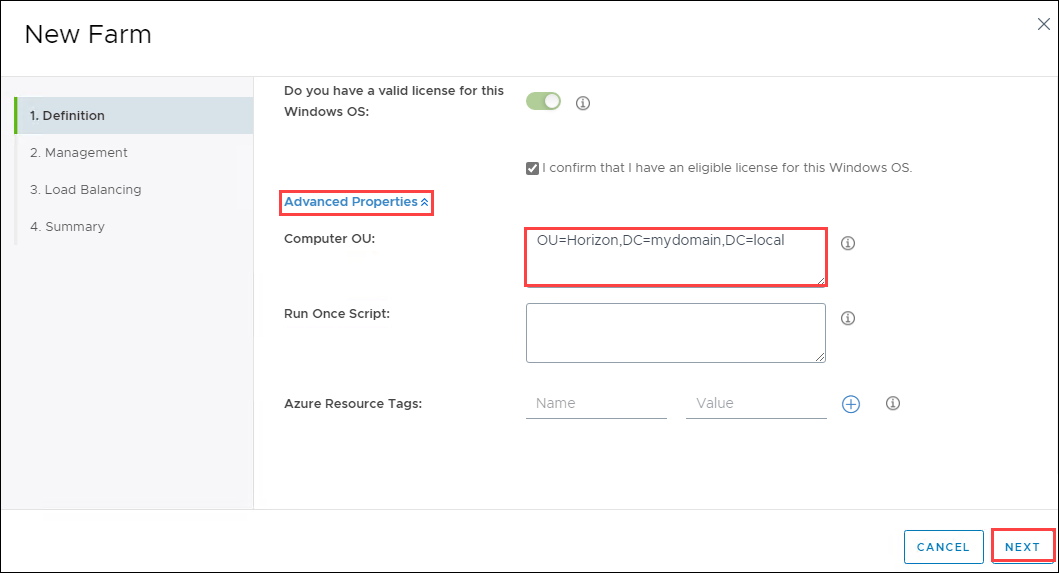 New Farm
1. Definition
2. Management
3. Load Balancing
4. Summary
Do you have a valid license for this
Windows OS:
I confirm that I have an eligible license for this Windows OS.
Advanced Properties
Computer OU:
OU=Horizon,DC=mydomain,DC=local
Run Once Script:
Azure Resource Tags:
Name
Value
CANCEL
NEXT